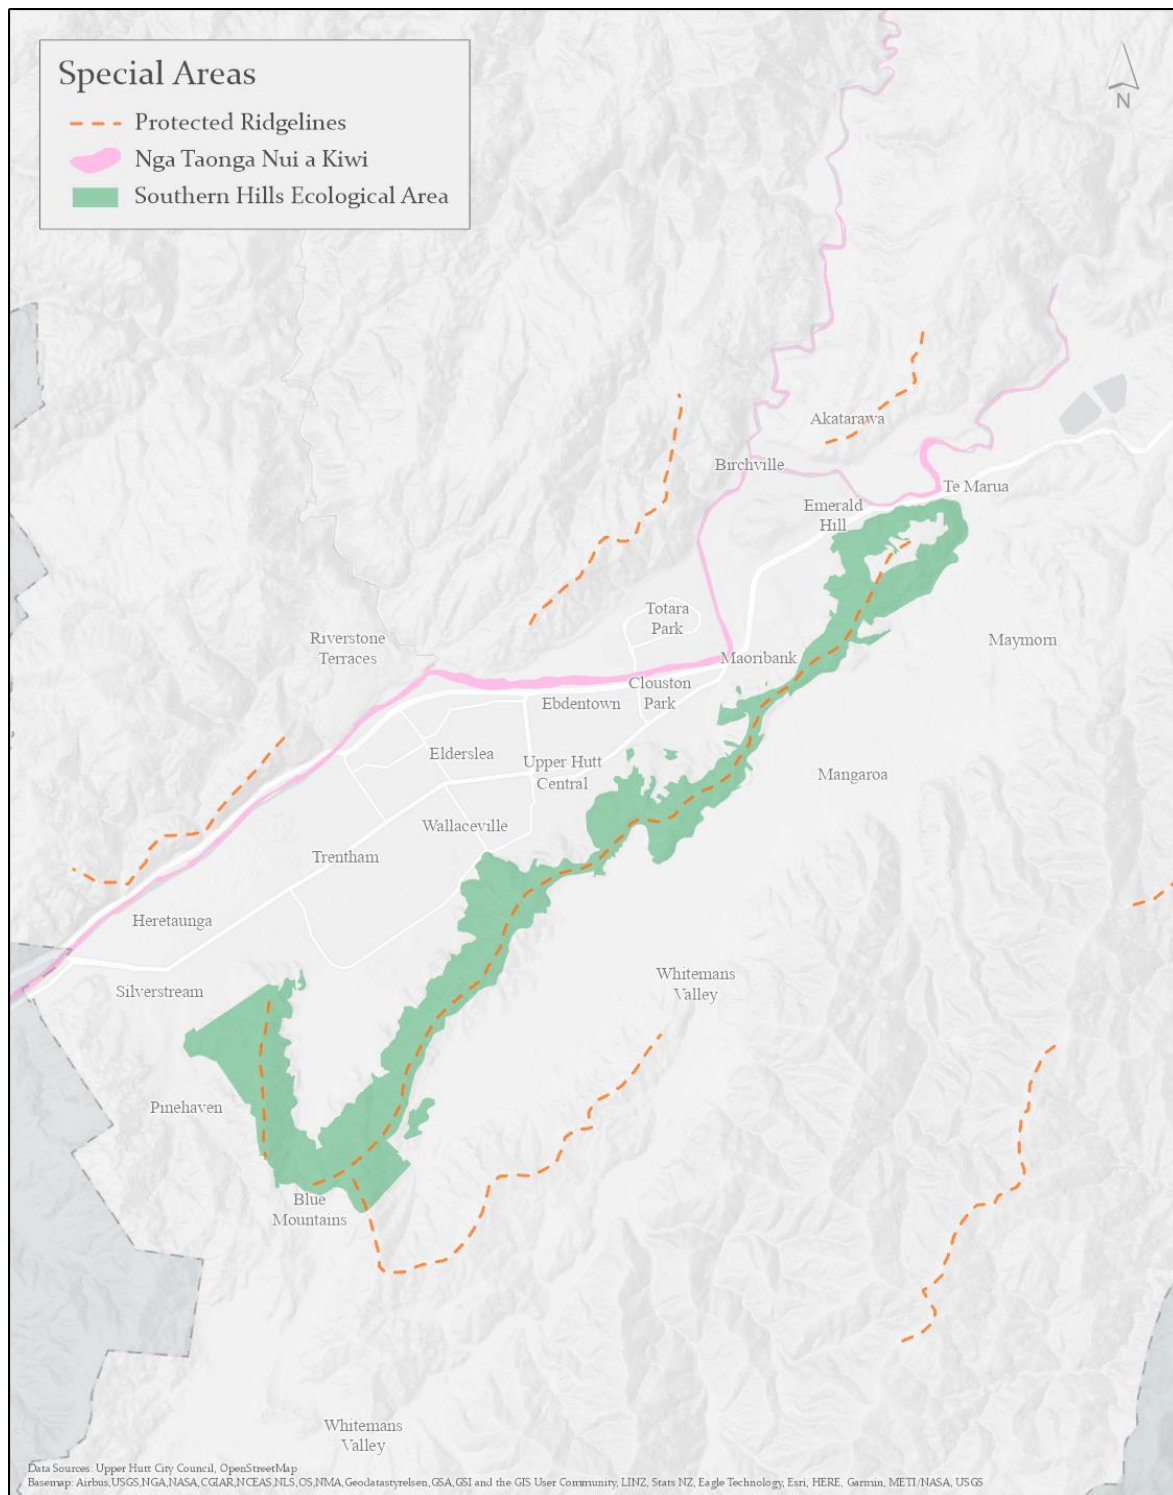 Special Areas
Protected Ridgelines
Nga Taonga Nui a Kiwi
Southern Hills Ecological Area
N
Akatarawa
Birchville
Te Marua
Emerald
Hill
Totara
Park
Riverstone
Terraces
Maymorn
Maoribank
Clouston
Park
Ebdentown
Elderslea
Upper Hutt
Central
Mangaroa
Wallaceville
Trentham
Heretaunga
Whitemans
Valley
Silverstream
Pinehaven
Blue
Mountains
Whitemans
Valley
Data Sources: Upper Hutt City Council, OpenStreetMap
Basemap: Airbus,USGS,NGA,NASA,CGIAR,NCEAS,NLS,OS,NMA,Geodatastyrelsen,GSA,GSI and the GIS User Community, LINZ, Stats NZ, Eagle Technology, Esri, HERE, Garmin, METI/NASA, USGS